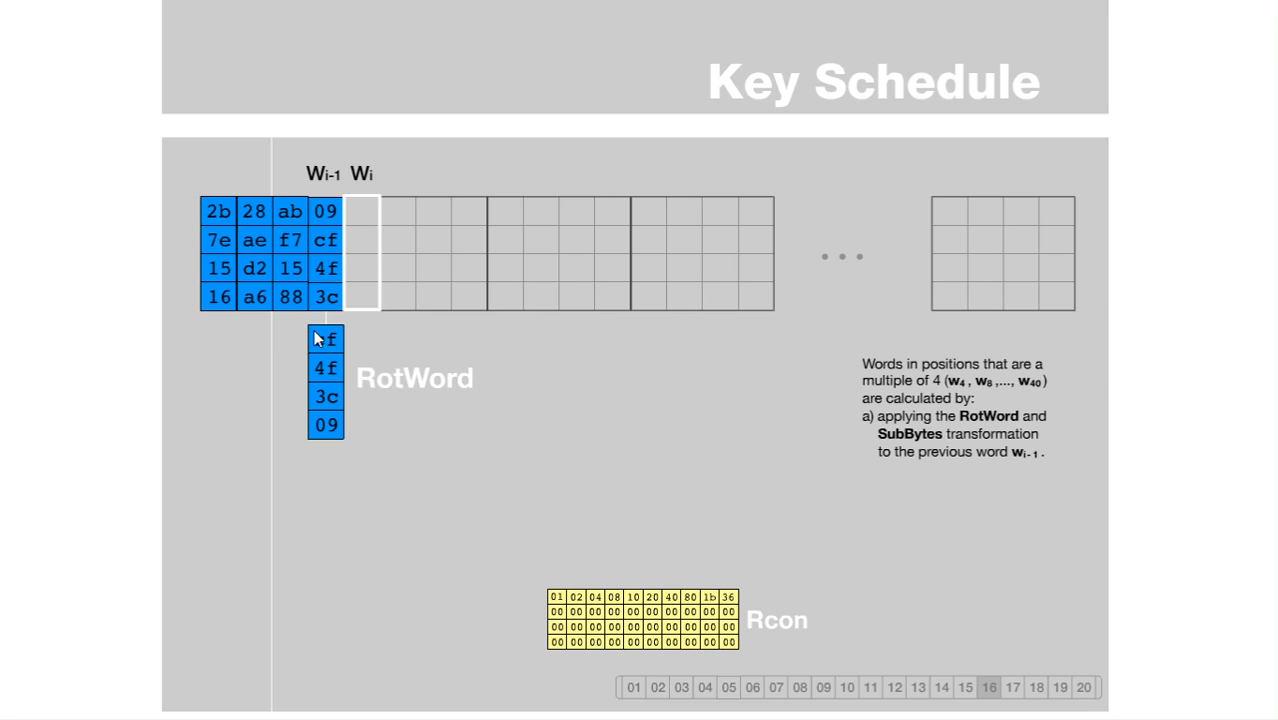 Key Schedule
Wi-1 Wi
2b 28 ab 09
7e ae f7 cf
15 d2 15 4f
16 a6 88 3c
f
4f
3c
09
RotWord
Words in positions that are a
multiple of 4 (w4 , w8 ,..., w40 )
are calculated by:
a) applying the RotWord and
SubBytes transformation
to the previous word wi-1 .
01 02 04 08 10 20 40 80 1b 36
00 00 00 00 00 00 00 00 00 00
00 00 00 00 00 00 00 00 00 00
00 00 00 00 00 00 00 00 00 00
Rcon
01 02 03 04 05 06 07 08 09 10 11 12 13 14 15 16 17 18 19 20